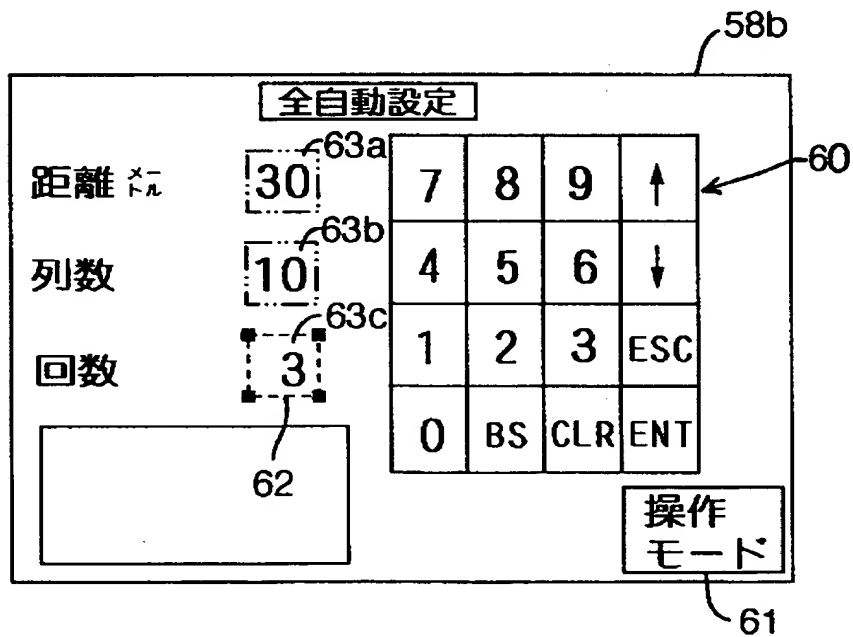 58b
全自動設定
距離 メートル 30 63a
列数 10 63b
回数 3 63c
62
7 8 9 ↑ 60
4 5 6 ↓
1 2 3 ESC
0 BS CLR ENT
操作
モード
61